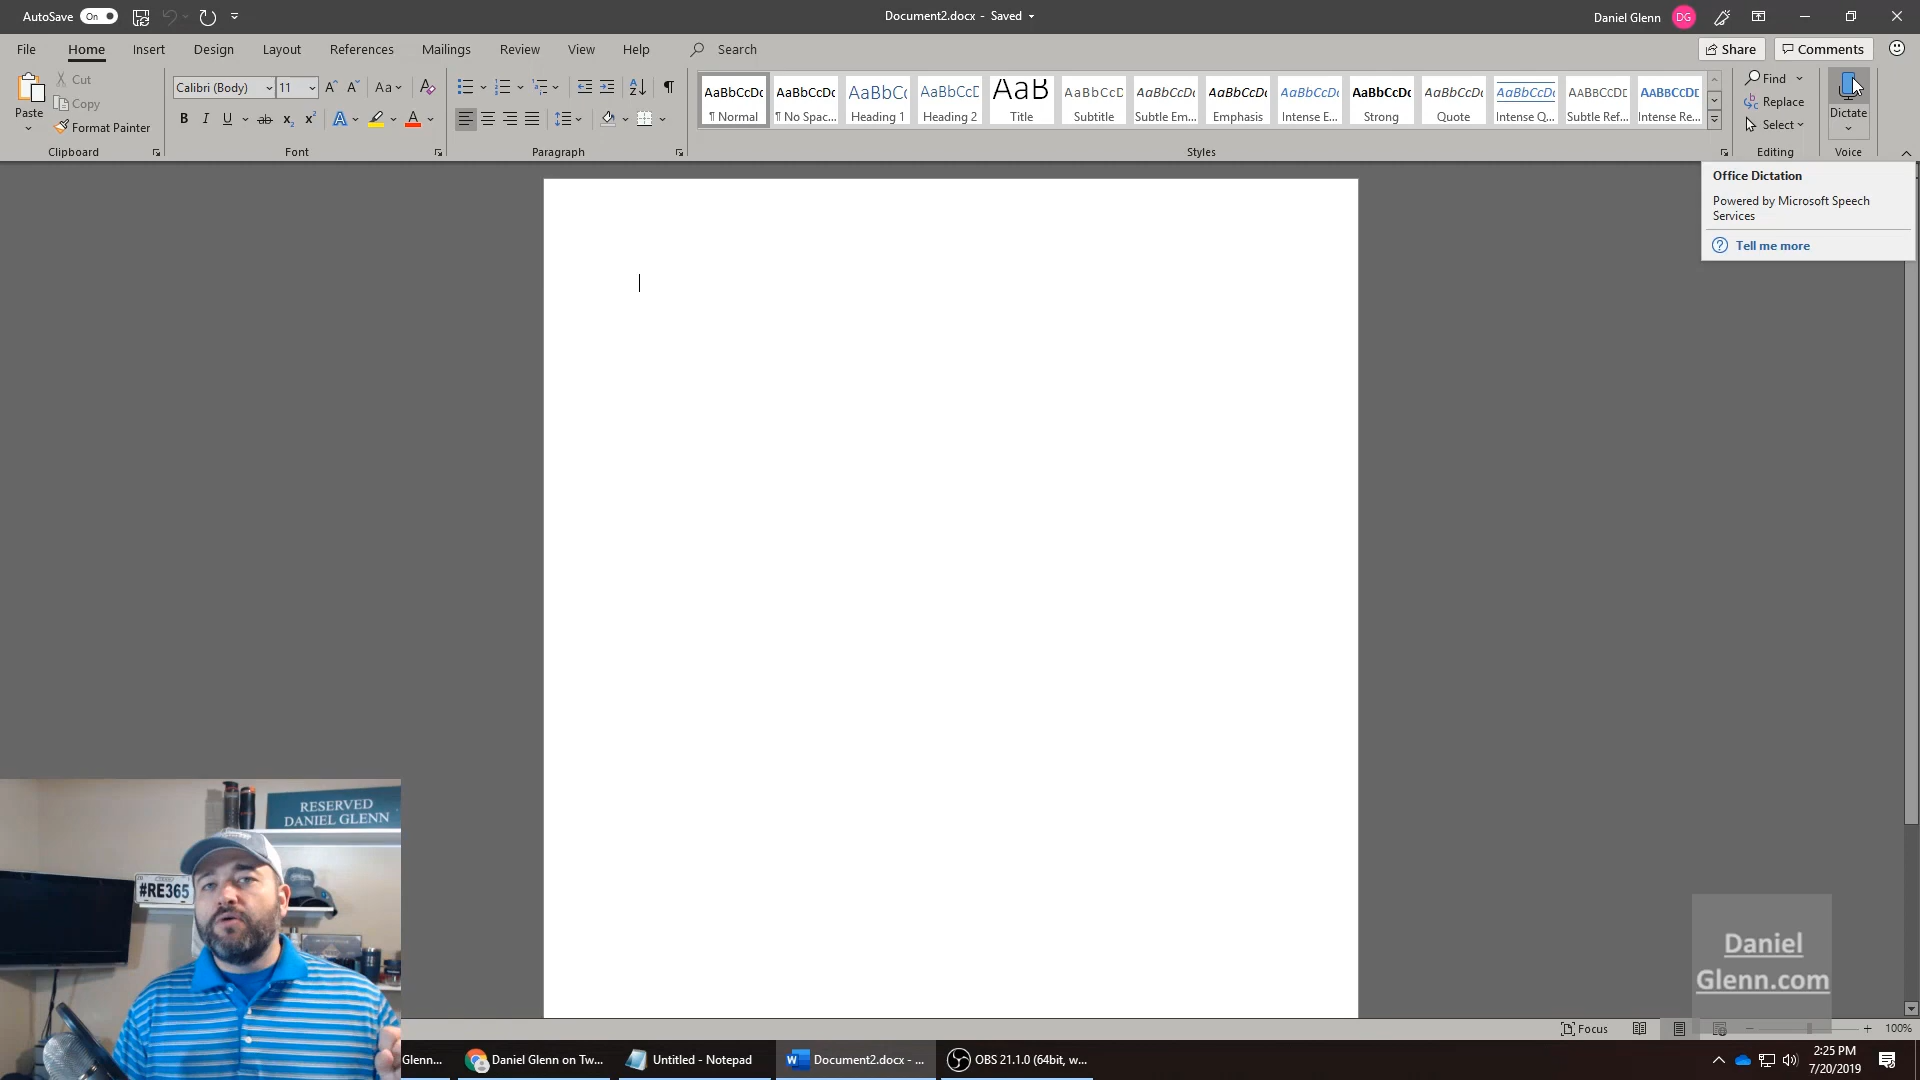 AutoSave On
Document2.docx - Saved
Daniel Glenn DG
File Home Insert Design Layout References Mailings Review View Help Search
Share Comments
Paste
Cut
Copy
Format Painter
Clipboard
Calibri (Body) 11
Font
Paragraph
AaBbCcDc AaBbCcDc AaBbCc AaBbCcD AaB AaBbCcD AaBbCcDc AaBbCcDc AaBbCcDc AaBbCcDc AaBbCcDc AaBbCcDc AABBCCDD AABBCCDD
¶ Normal ¶ No Spac... Heading 1 Heading 2 Title Subtitle Subtle Em... Emphasis Intense E... Strong Quote Intense Q... Subtle Ref... Intense Re...
Styles
Find
Replace
Select
Editing
Dictate
Voice
Office Dictation
Powered by Microsoft Speech
Services
Tell me more
RESERVED
DANIEL GLENN
#RE365
Daniel
Glenn.com
Focus
100%
Glenn... Daniel Glenn on Tw... Untitled - Notepad Document2.docx - ... OBS 21.1.0 (64bit, w...
2:25 PM
7/20/2019